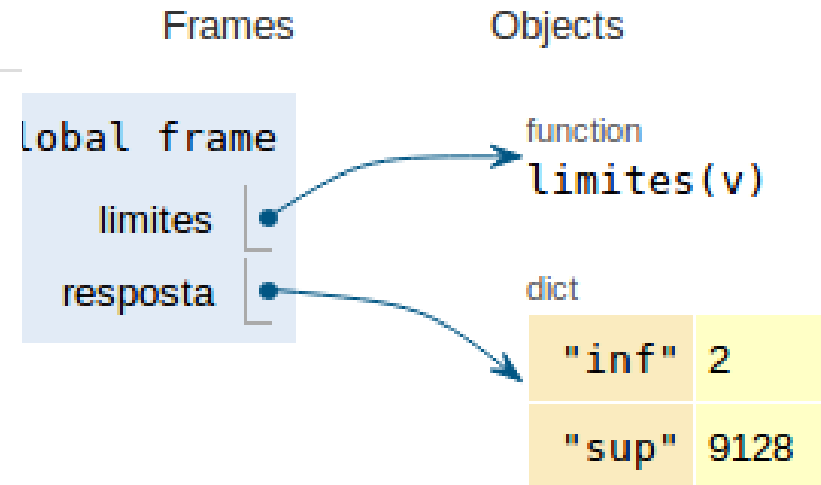 Frames Objects
lobal frame
function
limites(v)
limites
resposta
dict
"inf" 2
"sup" 9128